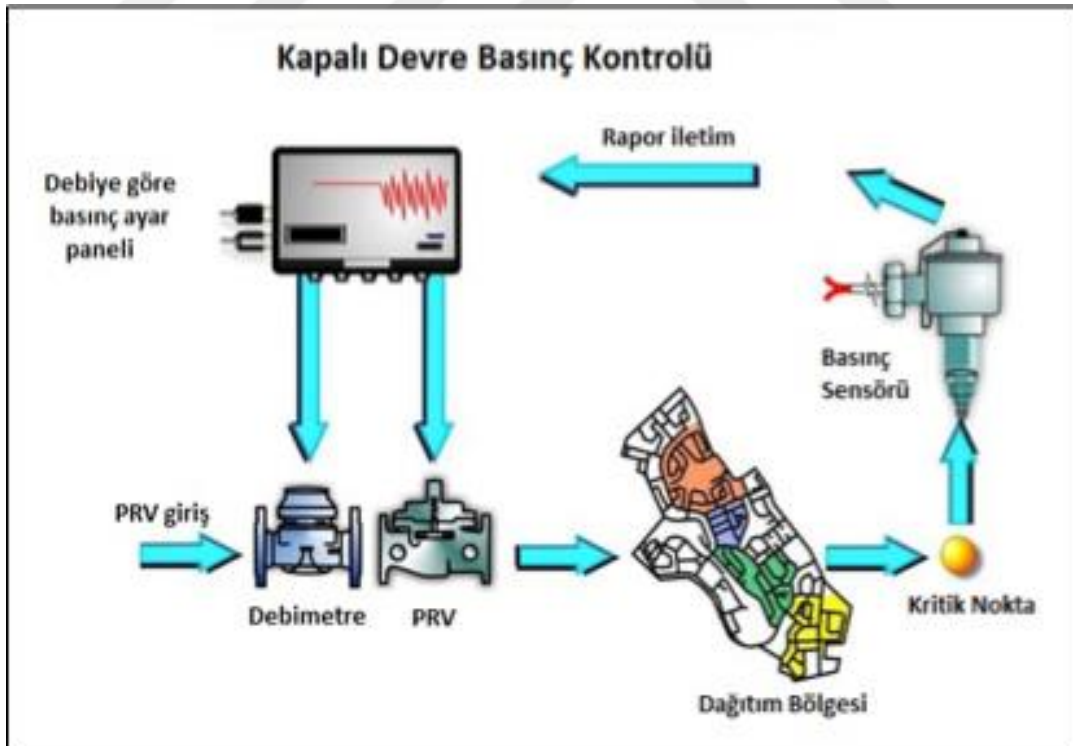 Kapalı Devre Basınç Kontrolü
Rapor iletim
Debiye göre
basınç ayar
paneli
Basınç
Sensörü
PRV giriş
Debimetre
PRV
Kritik Nokta
Dağıtım Bölgesi